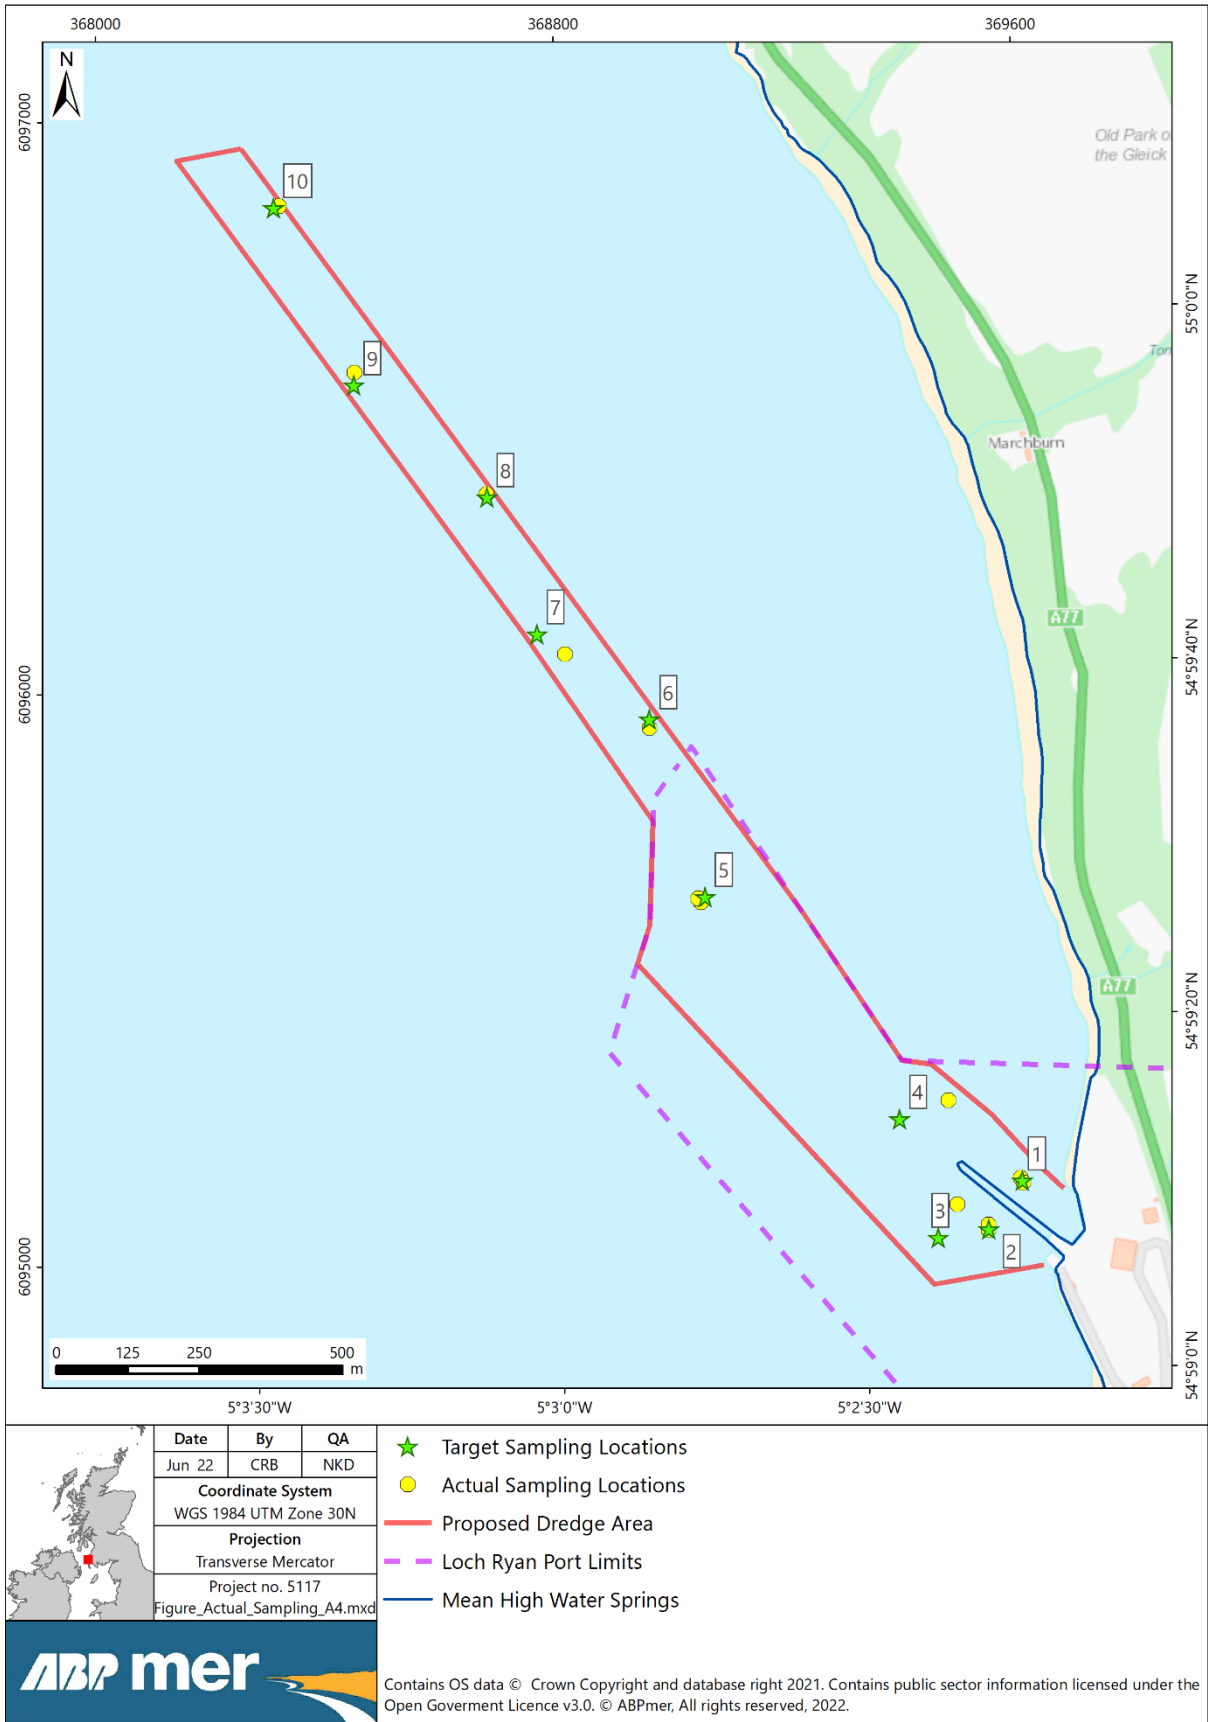 368000
368800
369600
6097000
6096000
6095000
55°0'0"N
54°59'40"N
54°59'20"N
54°59'0"N
N
Old Park o
the Gleick
10
9
Ton
Marchburn
8
7
A77
6
5
A77
4
1
3
2
0 125 250 500
m
5°3'30"W
5°3'0"W
5°2'30"W
Date By QA
Jun 22 CRB NKD
Coordinate System
WGS 1984 UTM Zone 30N
Projection
Transverse Mercator
Project no. 5117
Figure_Actual_Sampling_A4.mxd
ABP mer
Target Sampling Locations
Actual Sampling Locations
Proposed Dredge Area
Loch Ryan Port Limits
Mean High Water Springs
Contains OS data © Crown Copyright and database right 2021. Contains public sector information licensed under the
Open Goverment Licence v3.0. © ABPmer, All rights reserved, 2022.